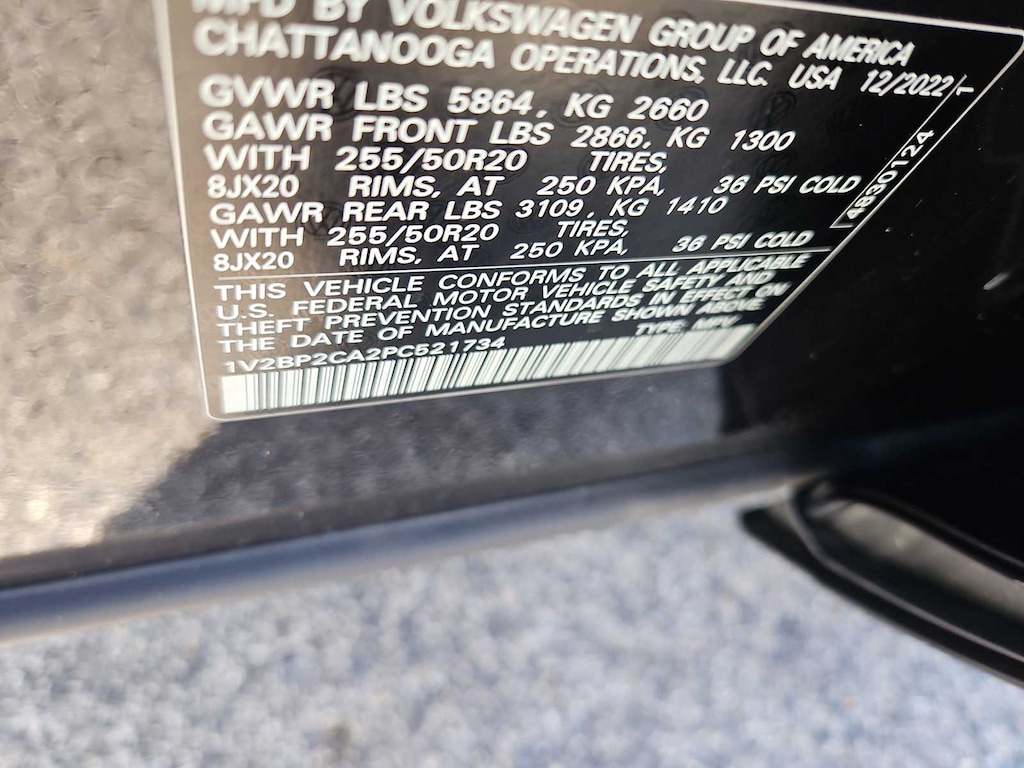 MFD BY VOLKSWAGEN GROUP OF AMERICA
CHATTANOOGA OPERATIONS, LLC. USA 12/2022
GVWR LBS 5864, KG 2660
GAWR FRONT LBS 2866, KG 1300
WITH 255/50R20 TIRES,
8JX20 RIMS, AT 250 KPA, 36 PSI COLD
GAWR REAR LBS 3109, KG 1410
WITH 255/50R20 TIRES,
8JX20 RIMS, AT 250 KPA, 36 PSI COLD
THIS VEHICLE CONFORMS TO ALL APPLICABLE
U.S. FEDERAL MOTOR VEHICLE SAFETY AND
THEFT PREVENTION STANDARDS IN EFFECT ON
THE DATE OF MANUFACTURE SHOWN ABOVE
1V2BP2CA2PC521734 TYPE: MPV
4830124 1